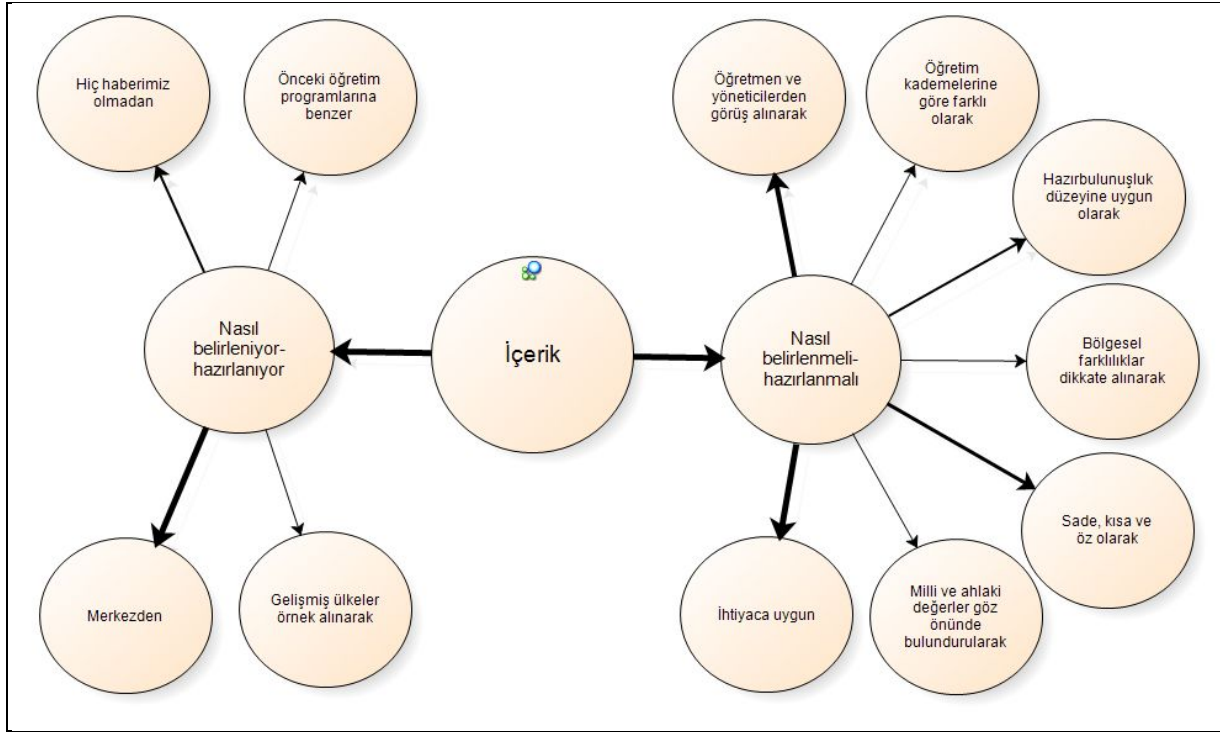 Hiç haberimiz
olmadan
Önceki öğretim
programlarına
benzer
Öğretmen ve
yöneticilerden
görüş alınarak
Öğretim
kademelerine
göre farklı
olarak
Hazırbulunuşluk
düzeyine uygun
olarak
Nasıl
belirleniyor-
hazırlanıyor
İçerik
Nasıl
belirlenmeli-
hazırlanmalı
Bölgesel
farklılıklar
dikkate alınarak
Sade, kısa ve
öz olarak
Merkezden
Gelişmiş ülkeler
örnek alınarak
İhtiyaca uygun
Milli ve ahlaki
değerler göz
önünde
bulundurularak